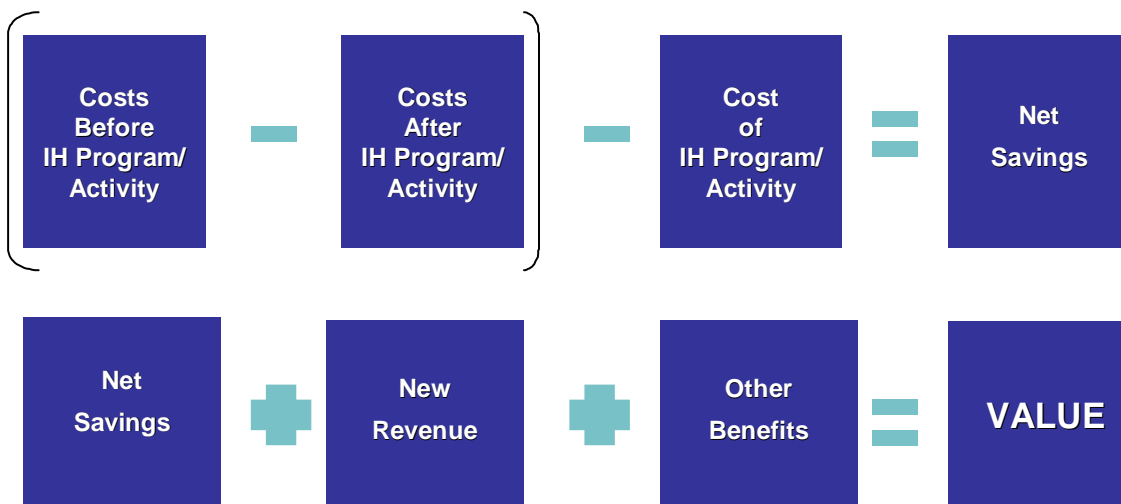 Costs
Before
IH Program/
Activity
Costs
After
IH Program/
Activity
Cost
of
IH Program/
Activity
Net
Savings
Net
Savings
New
Revenue
Other
Benefits
VALUE